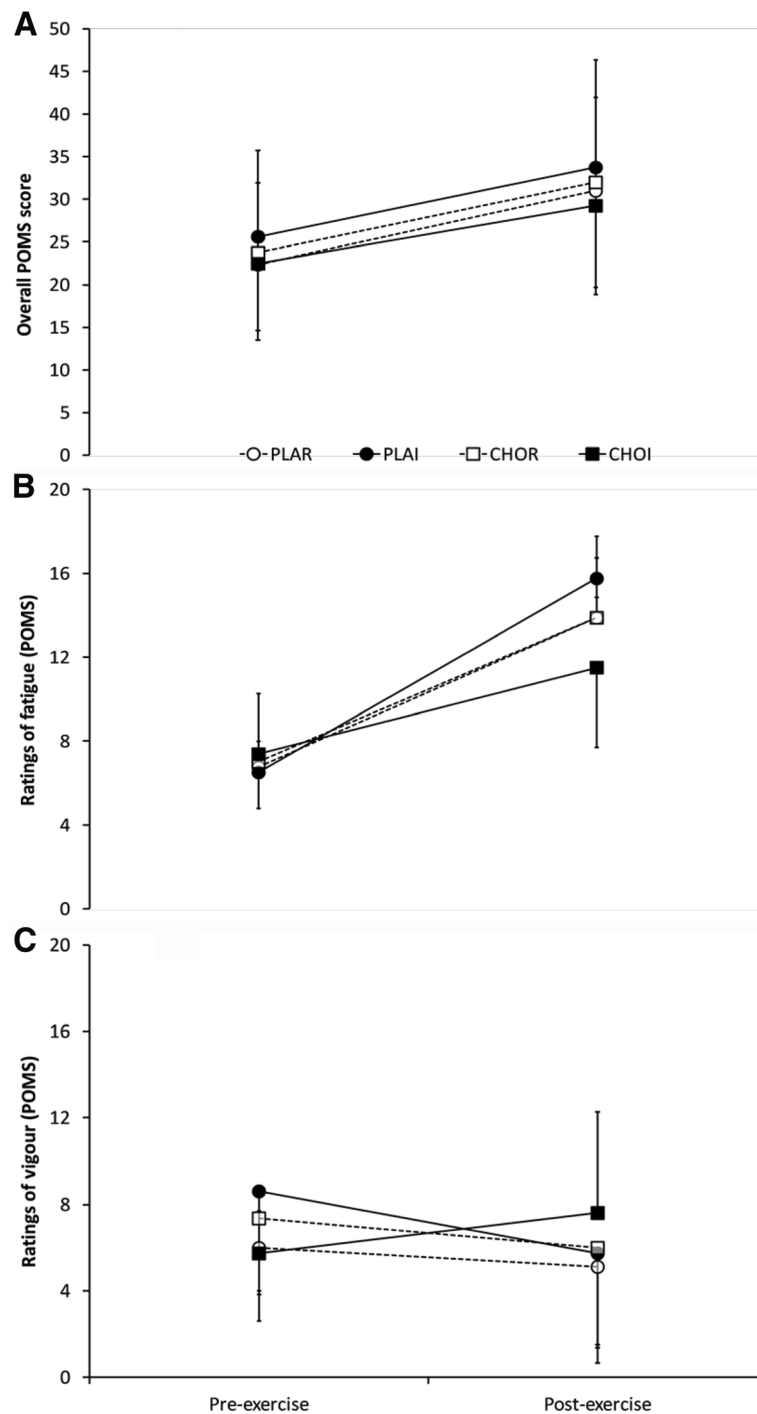 A
Overall POMS score
50
45
40
35
30
25
20
15
10
5
0
PLAR PLAI CHOR CHOI
B
Ratings of fatigue (POMS)
20
16
12
8
4
0
C
Ratings of vigour (POMS)
20
16
12
8
4
0
Pre-exercise Post-exercise